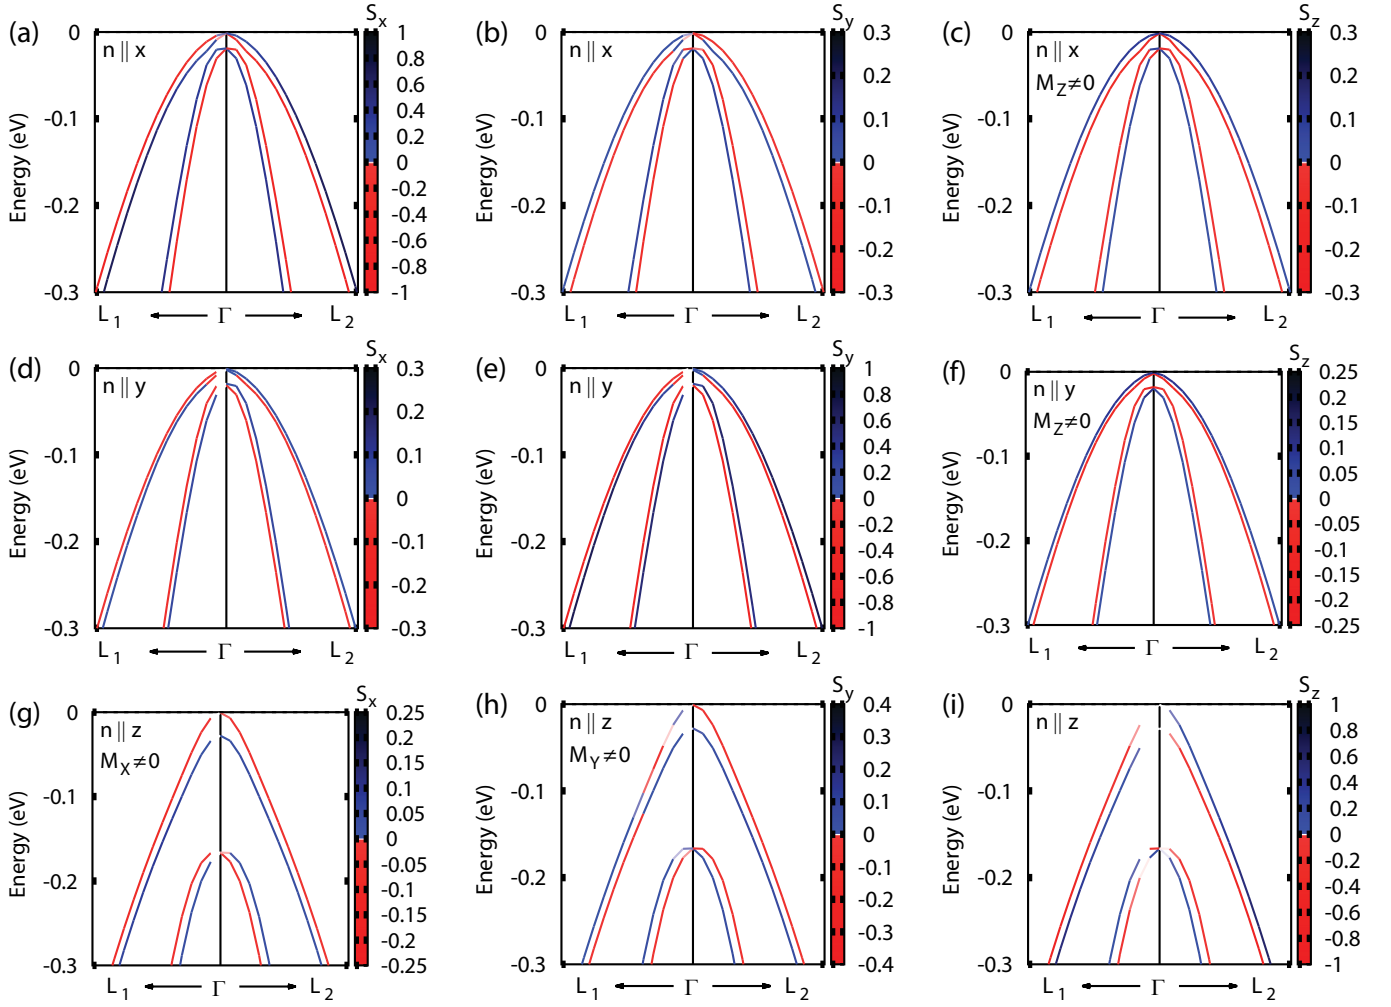 (a)
n || x
S_x
Energy (eV)
0
-0.1
-0.2
-0.3
1
0.8
0.6
0.4
0.2
0
-0.2
-0.4
-0.6
-0.8
-1
L_1
Γ
L_2
(b)
n || x
S_y
Energy (eV)
0
-0.1
-0.2
-0.3
0.3
0.2
0.1
0
-0.1
-0.2
-0.3
L_1
Γ
L_2
(c)
n || x
M_Z≠0
S_z
Energy (eV)
0
-0.1
-0.2
-0.3
0.3
0.2
0.1
0
-0.1
-0.2
-0.3
L_1
Γ
L_2
(d)
n || y
S_x
Energy (eV)
0
-0.1
-0.2
-0.3
0.3
0.2
0.1
0
-0.1
-0.2
-0.3
L_1
Γ
L_2
(e)
n || y
S_y
Energy (eV)
0
-0.1
-0.2
-0.3
1
0.8
0.6
0.4
0.2
0
-0.2
-0.4
-0.6
-0.8
-1
L_1
Γ
L_2
(f)
n || y
M_Z≠0
S_z
Energy (eV)
0
-0.1
-0.2
-0.3
0.25
0.2
0.15
0.1
0.05
0
-0.05
-0.1
-0.15
-0.2
-0.25
L_1
Γ
L_2
(g)
n || z
M_X≠0
S_x
Energy (eV)
0
-0.1
-0.2
-0.3
0.25
0.2
0.15
0.1
0.05
0
-0.05
-0.1
-0.15
-0.2
-0.25
L_1
Γ
L_2
(h)
n || z
M_Y≠0
S_y
Energy (eV)
0
-0.1
-0.2
-0.3
0.4
0.3
0.2
0.1
0
-0.1
-0.2
-0.3
-0.4
L_1
Γ
L_2
(i)
n || z
S_z
Energy (eV)
0
-0.1
-0.2
-0.3
1
0.8
0.6
0.4
0.2
0
-0.2
-0.4
-0.6
-0.8
-1
L_1
Γ
L_2